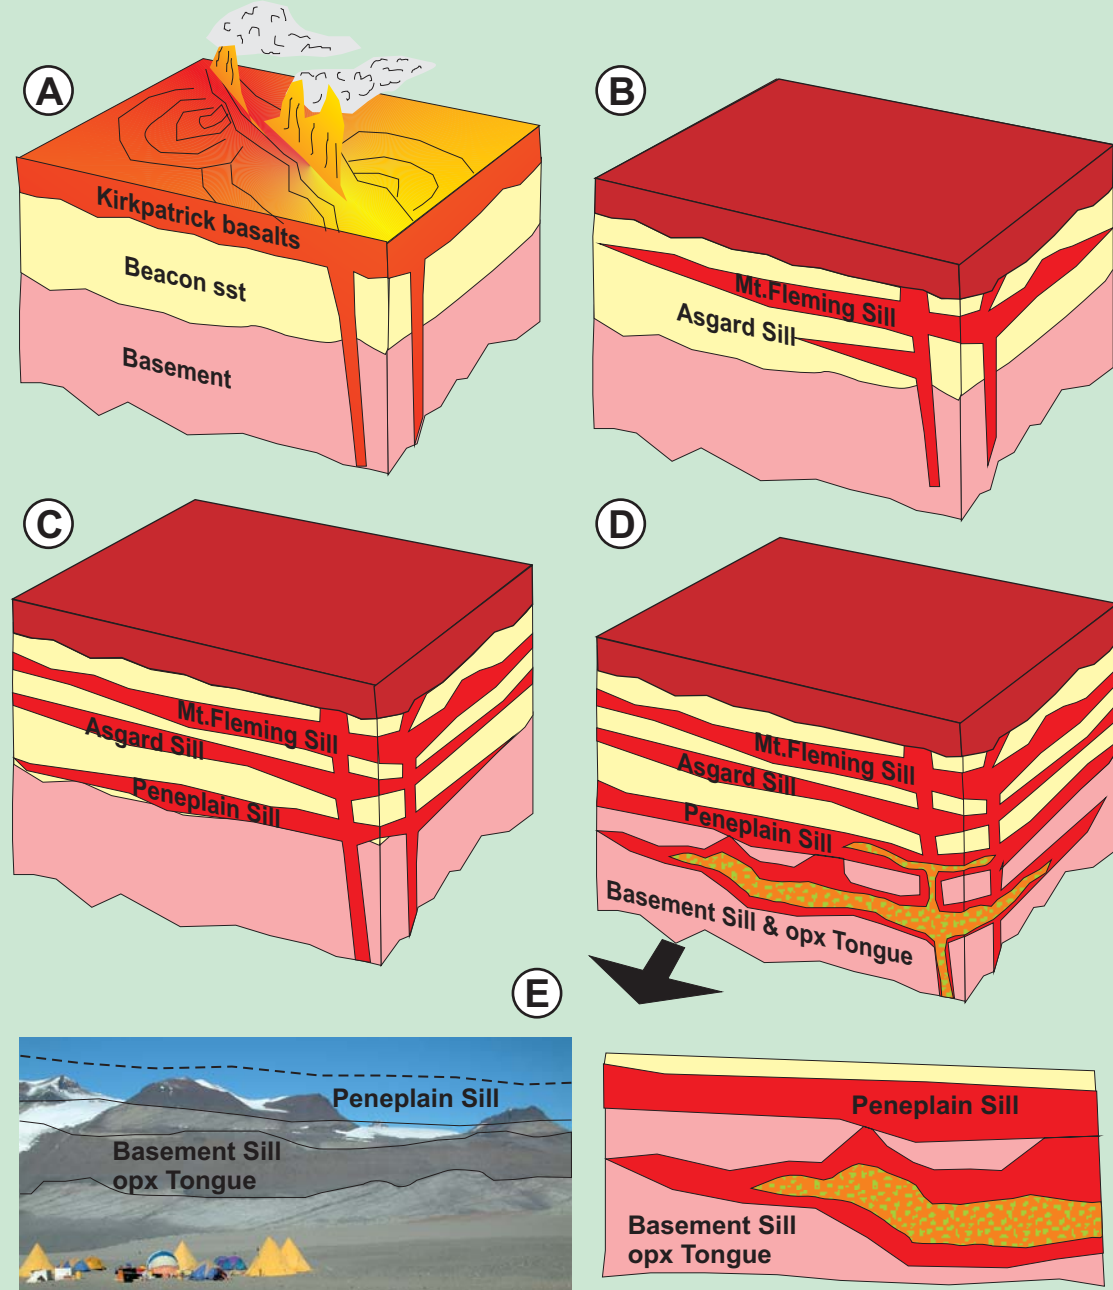 A
Kirkpatrick basalts
Beacon sst
Basement
B
Mt.Fleming Sill
Asgard Sill
C
Mt.Fleming Sill
Asgard Sill
Peneplain Sill
D
Mt.Fleming Sill
Asgard Sill
Peneplain Sill
Basement Sill & opx Tongue
E
Peneplain Sill
Basement Sill
opx Tongue
Peneplain Sill
Basement Sill
opx Tongue